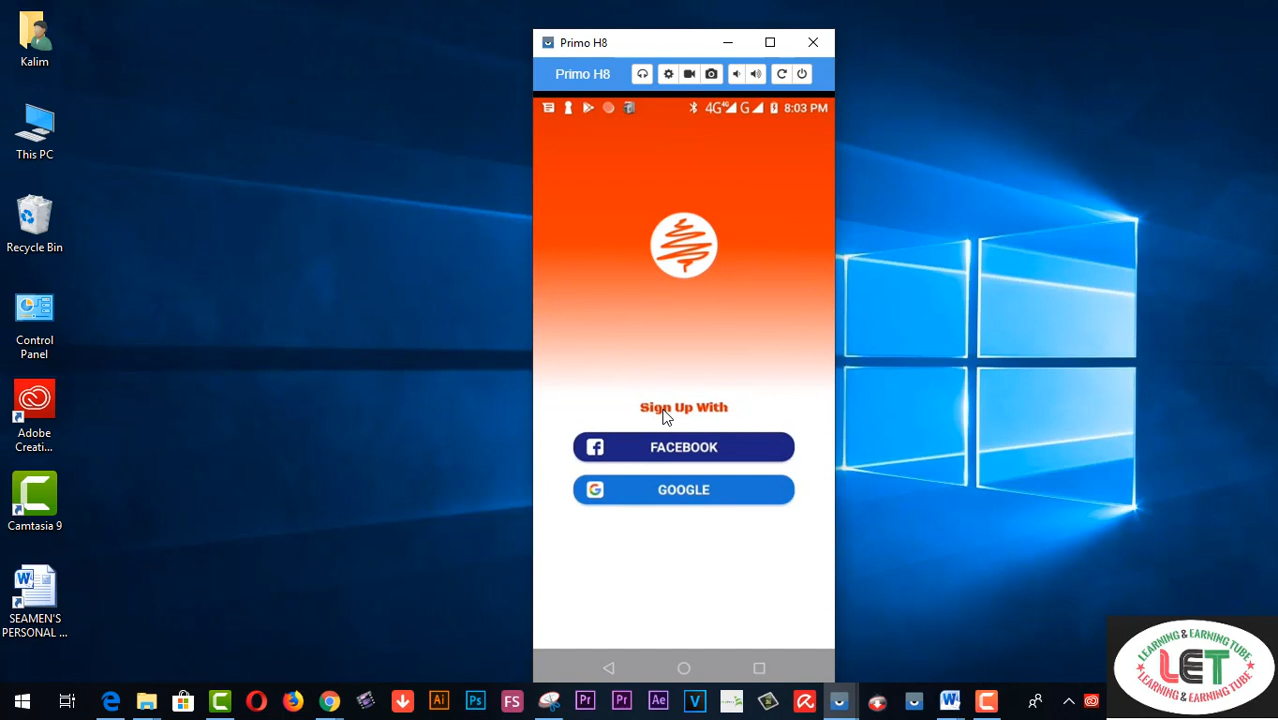 Kalim
This PC
Recycle Bin
Control
Panel
Adobe
Creati...
Camtasia 9
SEAMEN'S
PERSONAL ...
Primo H8
Primo H8
4G 4G G 8:03 PM
Sign Up With
FACEBOOK
GOOGLE
Ai Ps FS Pr Pr Ae V W
LEARNING & EARNING TUBE
LET
LEARNING & EARNING TUBE